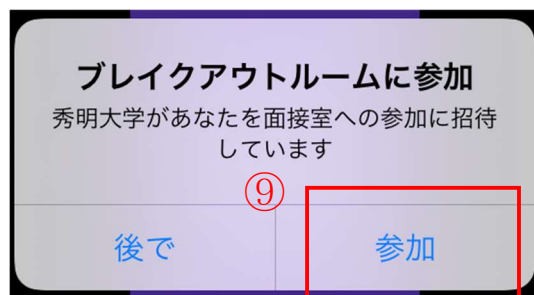 ブレイクアウトルームに参加
秀明大学があなたを面接室への参加に招待
しています
⑨
後で
参加